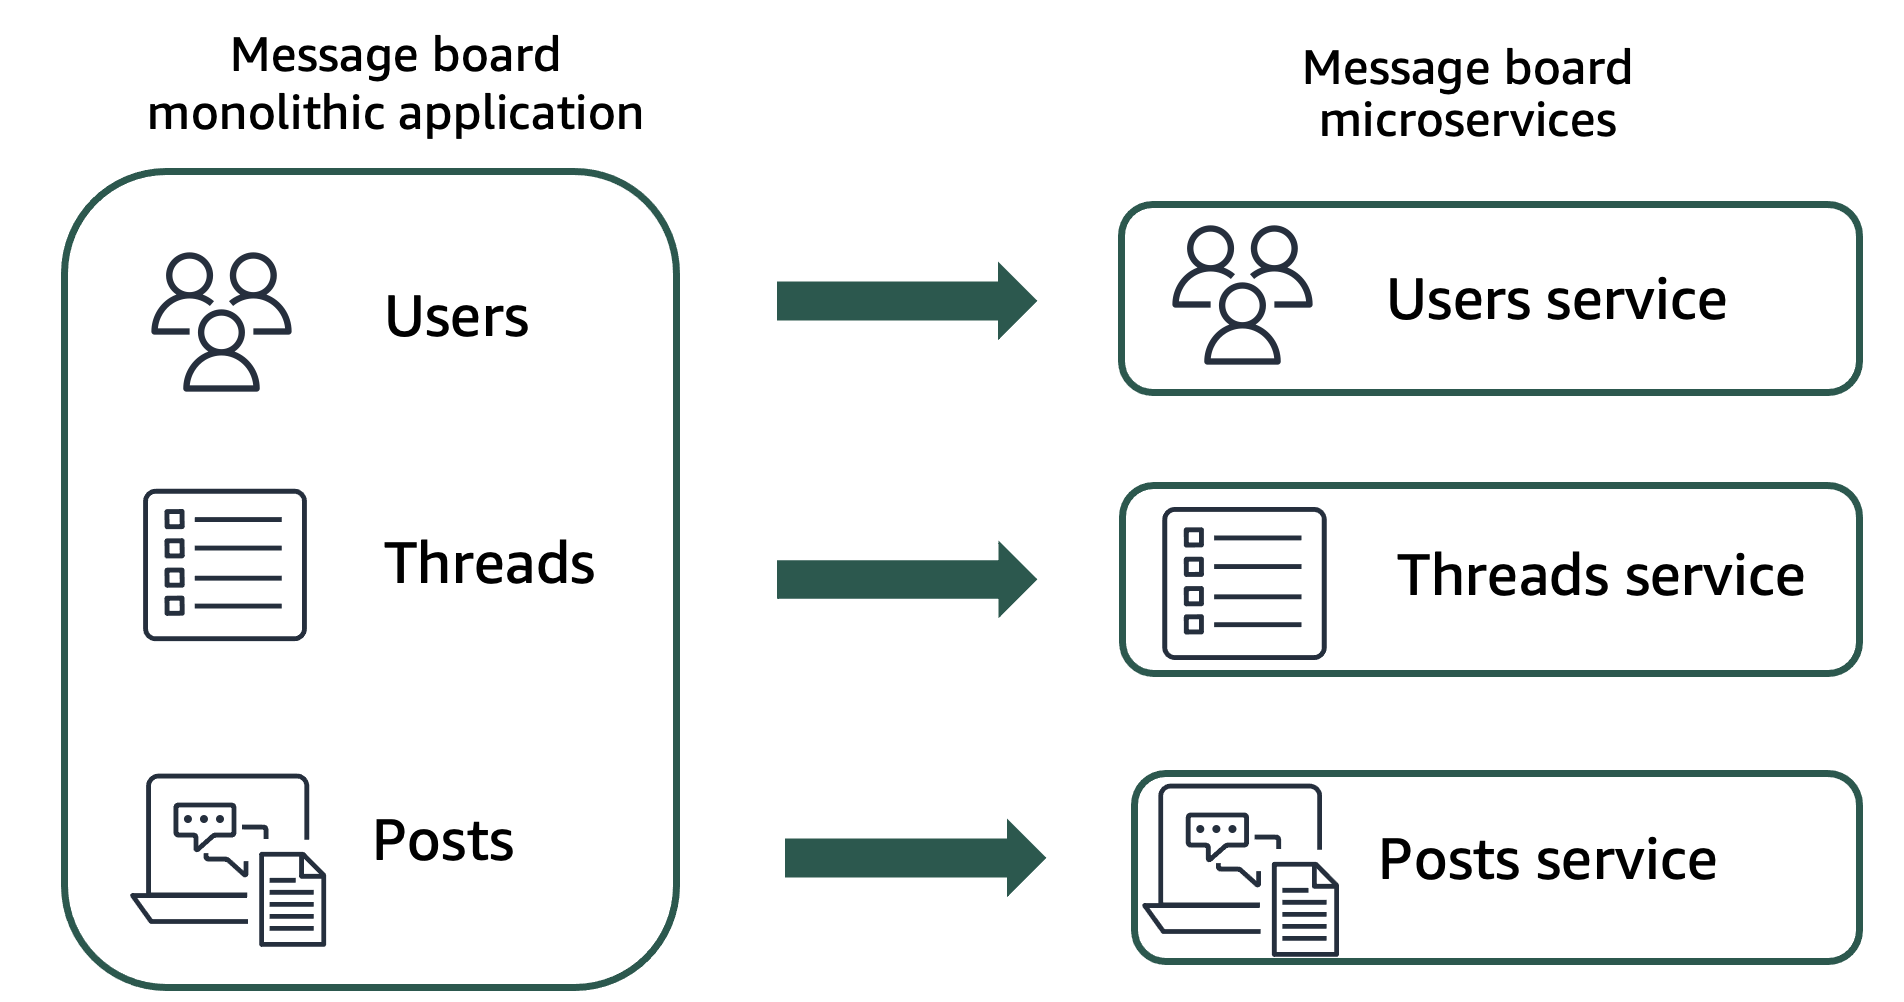 Message board
monolithic application
Users
Threads
Posts
Message board
microservices
Users service
Threads service
Posts service